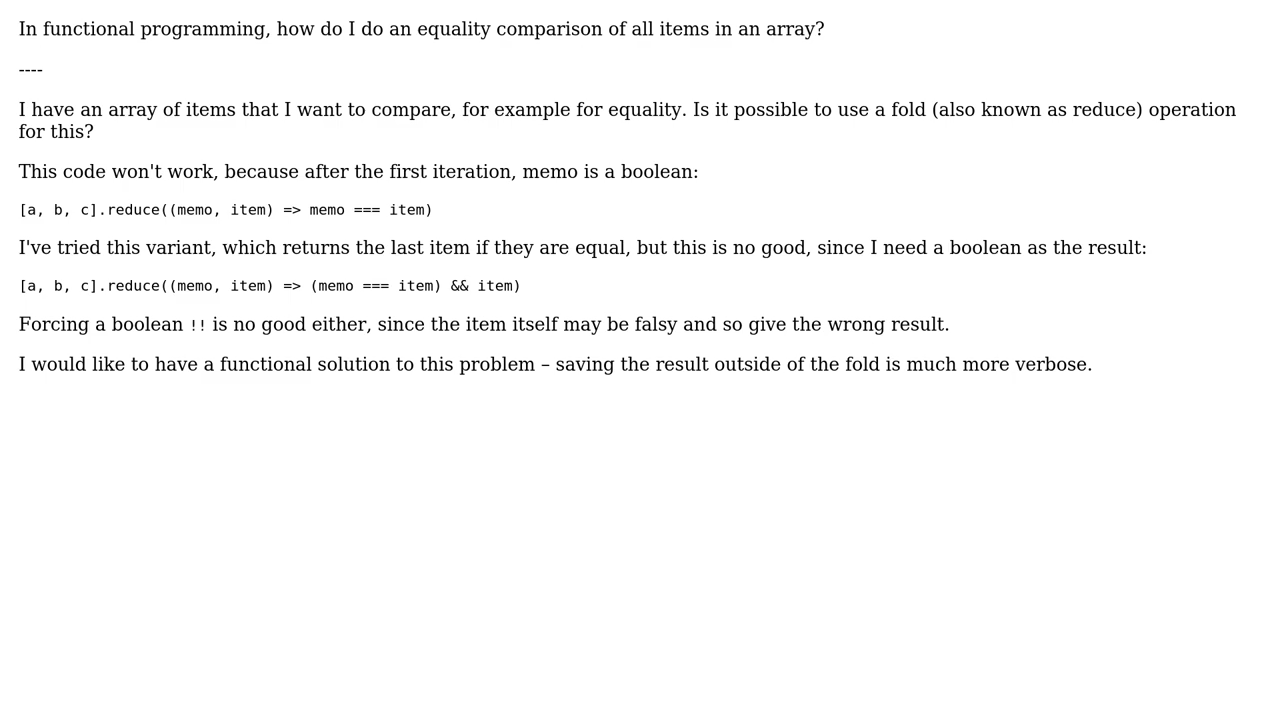 In functional programming, how do I do an equality comparison of all items in an array?
----
I have an array of items that I want to compare, for example for equality. Is it possible to use a fold (also known as reduce) operation
for this?
This code won't work, because after the first iteration, memo is a boolean:
[a, b, c].reduce((memo, item) => memo === item)
I've tried this variant, which returns the last item if they are equal, but this is no good, since I need a boolean as the result:
[a, b, c].reduce((memo, item) => (memo === item) && item)
Forcing a boolean !! is no good either, since the item itself may be falsy and so give the wrong result.
I would like to have a functional solution to this problem – saving the result outside of the fold is much more verbose.